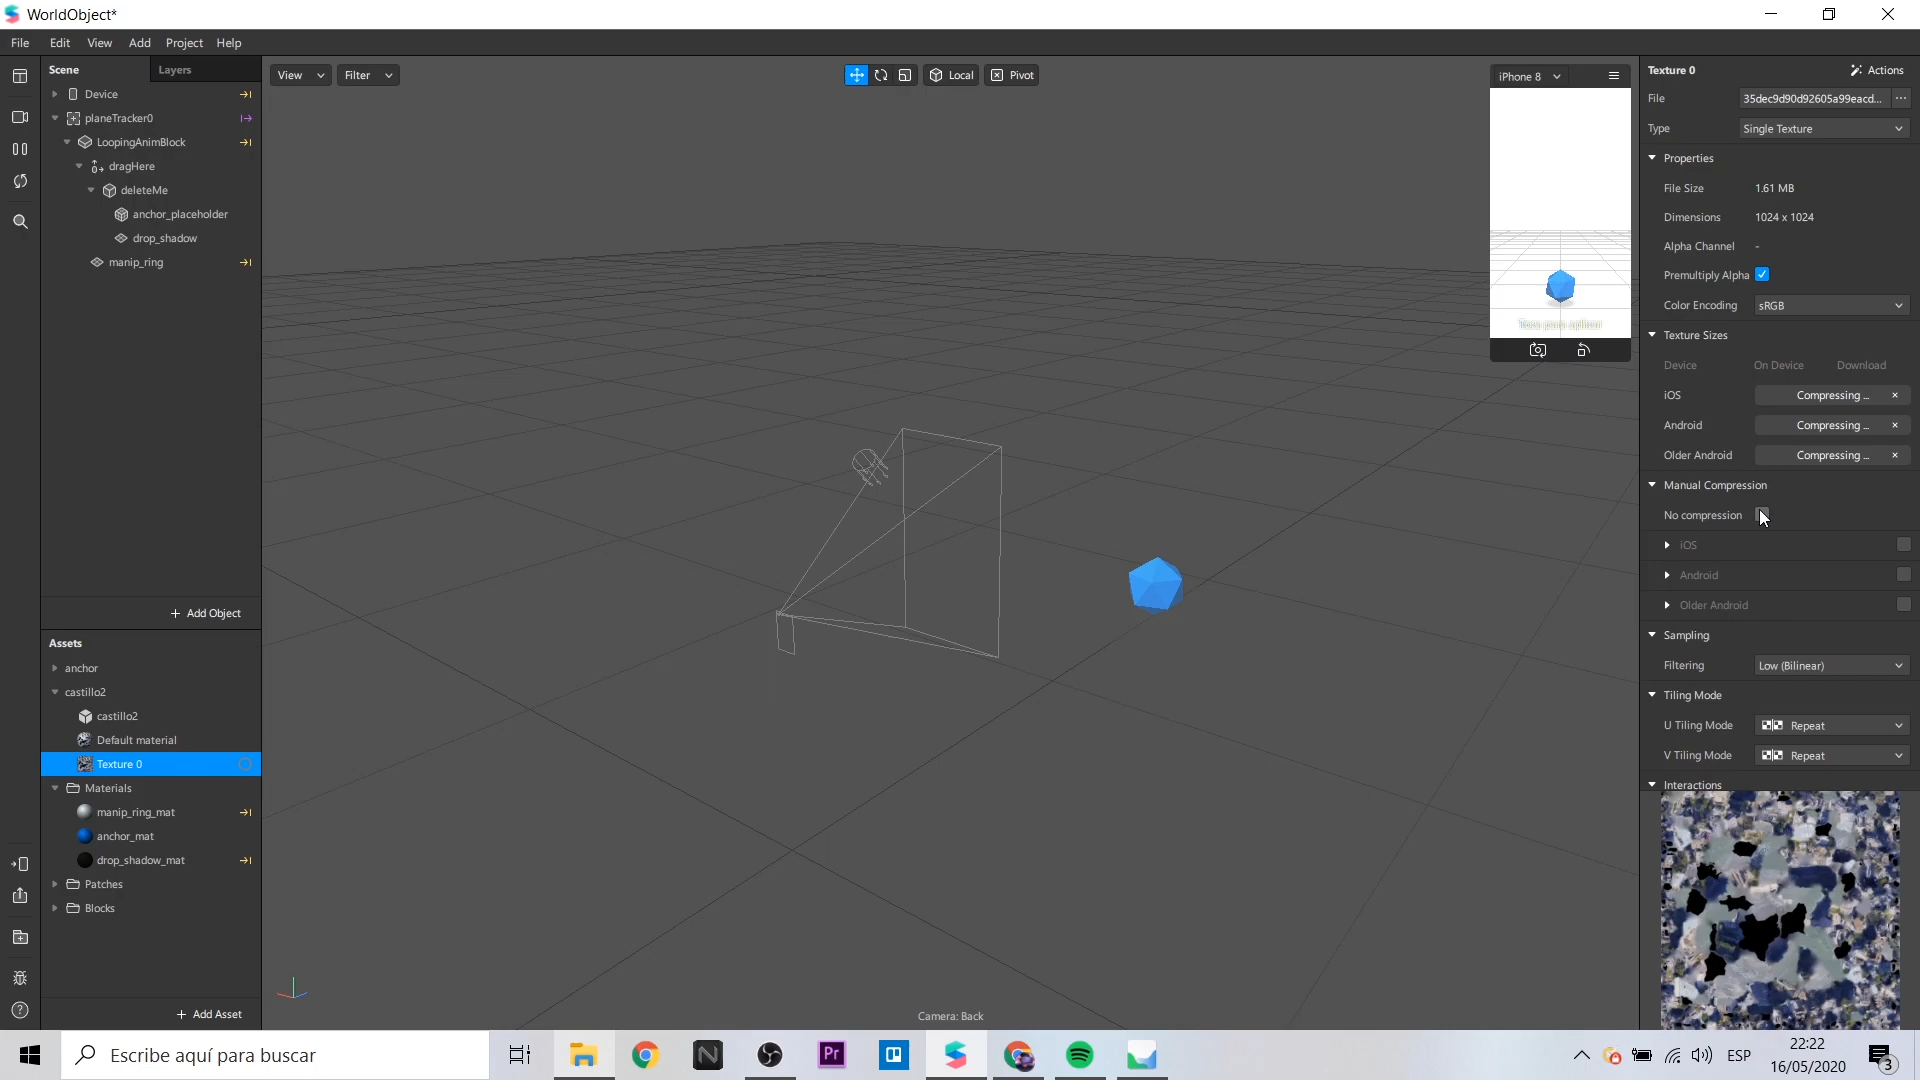 WorldObject*
File Edit View Add Project Help
Scene Layers
Device
planeTracker0
LoopingAnimBlock
dragHere
deleteMe
anchor_placeholder
drop_shadow
manip_ring
+ Add Object
Assets
anchor
castillo2
castillo2
Default material
Texture 0
Materials
manip_ring_mat
anchor_mat
drop_shadow_mat
Patches
Blocks
+ Add Asset
View Filter
Local Pivot
Camera: Back
iPhone 8
Texture 0 Actions
File 35dec9d90d92605a99eacd... ...
Type Single Texture
Properties
File Size 1.61 MB
Dimensions 1024 x 1024
Alpha Channel -
Premultiply Alpha
Color Encoding sRGB
Texture Sizes
Device On Device Download
iOS Compressing ... ×
Android Compressing ... ×
Older Android Compressing ... ×
Manual Compression
No compression
iOS
Android
Older Android
Sampling
Filtering Low (Bilinear)
Tiling Mode
U Tiling Mode Repeat
V Tiling Mode Repeat
Interactions
Escribe aquí para buscar
Pr
ESP
22:22
16/05/2020
3